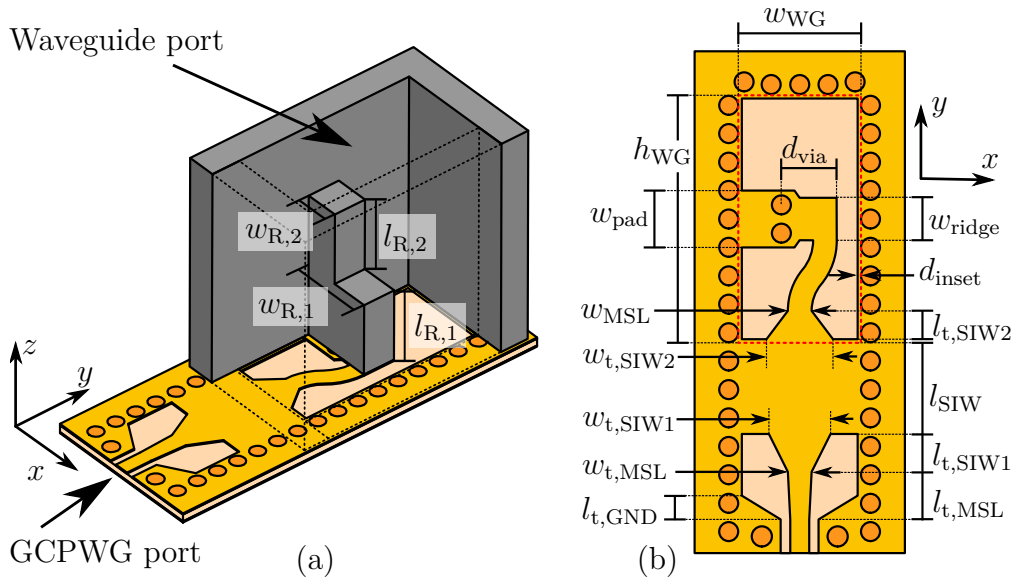 Waveguide port
w_R,2
l_R,2
w_R,1
l_R,1
z
y
x
GCPWG port
(a)
w_WG
y
x
h_WG
d_via
w_pad
w_ridge
d_inset
w_MSL
l_t,SIW2
w_t,SIW2
l_SIW
w_t,SIW1
l_t,SIW1
w_t,MSL
l_t,GND
l_t,MSL
(b)